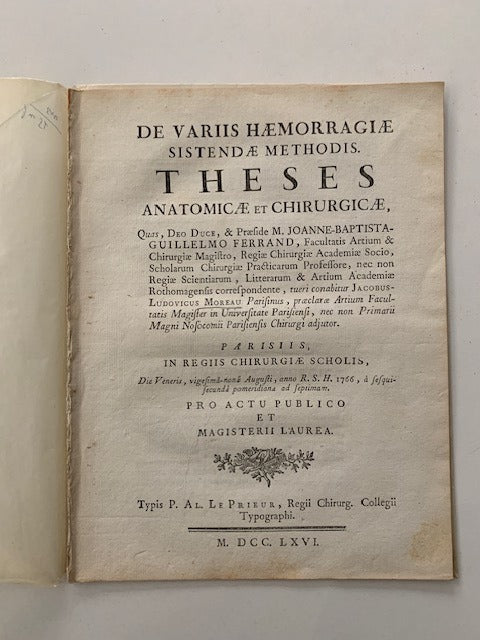 DE VARIIS HÆMORRAGIÆ
SISTENDÆ METHODIS.
THESES
ANATOMICÆ ET CHIRURGICÆ,
Quas, DEO DUCE, & Præside M. JOANNE-BAPTISTA-
GUILLELMO FERRAND, Facultatis Artium &
Chirurgiæ Magistro, Regiæ Chirurgiæ Academiæ Socio,
Scholarum Chirurgiæ Practicarum Professore, nec non
Regiæ Scientiarum, Litterarum & Artium Academiæ
Rothomagensis correspondente, tueri conabitur JACOBUS-
LUDOVICUS MOREAU Parisinus, præclaræ Artium Facul-
tatis Magister in Universitate Parisiensi, nec non Primarii
Magni Nosocomii Parisiensis Chirurgi adjutor.
PARISIIS,
IN REGIIS CHIRURGIÆ SCHOLIS,
Die Veneris, vigesimâ-nonâ Augusti, anno R. S. H. 1766, à sesqui-
secundâ pomeridiana ad septimam.
PRO ACTU PUBLICO
ET
MAGISTERII LAUREA.
Typis P. AL. LE PRIEUR, Regii Chirurg. Collegii
Typographi.
M. DCC. LXVI.